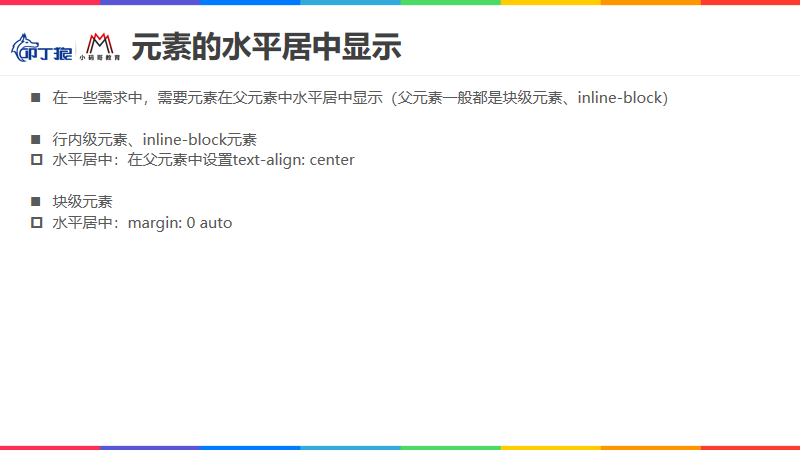 叩丁狼
小码哥教育
元素的水平居中显示
在一些需求中，需要元素在父元素中水平居中显示（父元素一般都是块级元素、inline-block）
行内级元素、inline-block元素
水平居中：在父元素中设置text-align: center
块级元素
水平居中：margin: 0 auto